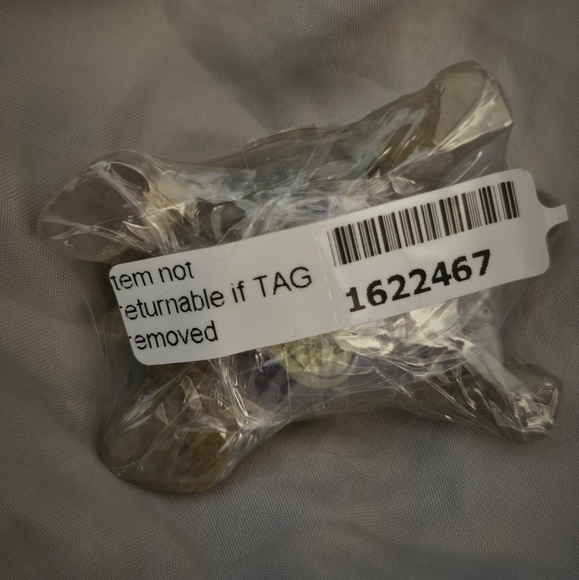 tem not
returnable if TAG
removed
1622467